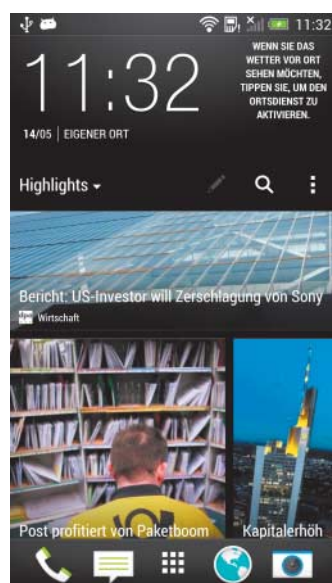 11:32
11:32
WENN SIE DAS
WETTER VOR ORT
SEHEN MÖCHTEN,
TIPPEN SIE, UM DEN
ORTSDIENST ZU
AKTIVIEREN.
14/05 | EIGENER ORT
Highlights
Bericht: US-Investor will Zerschlagung von Sony
dpa Wirtschaft
Post profitiert von Paketboom
Kapitalerhöh